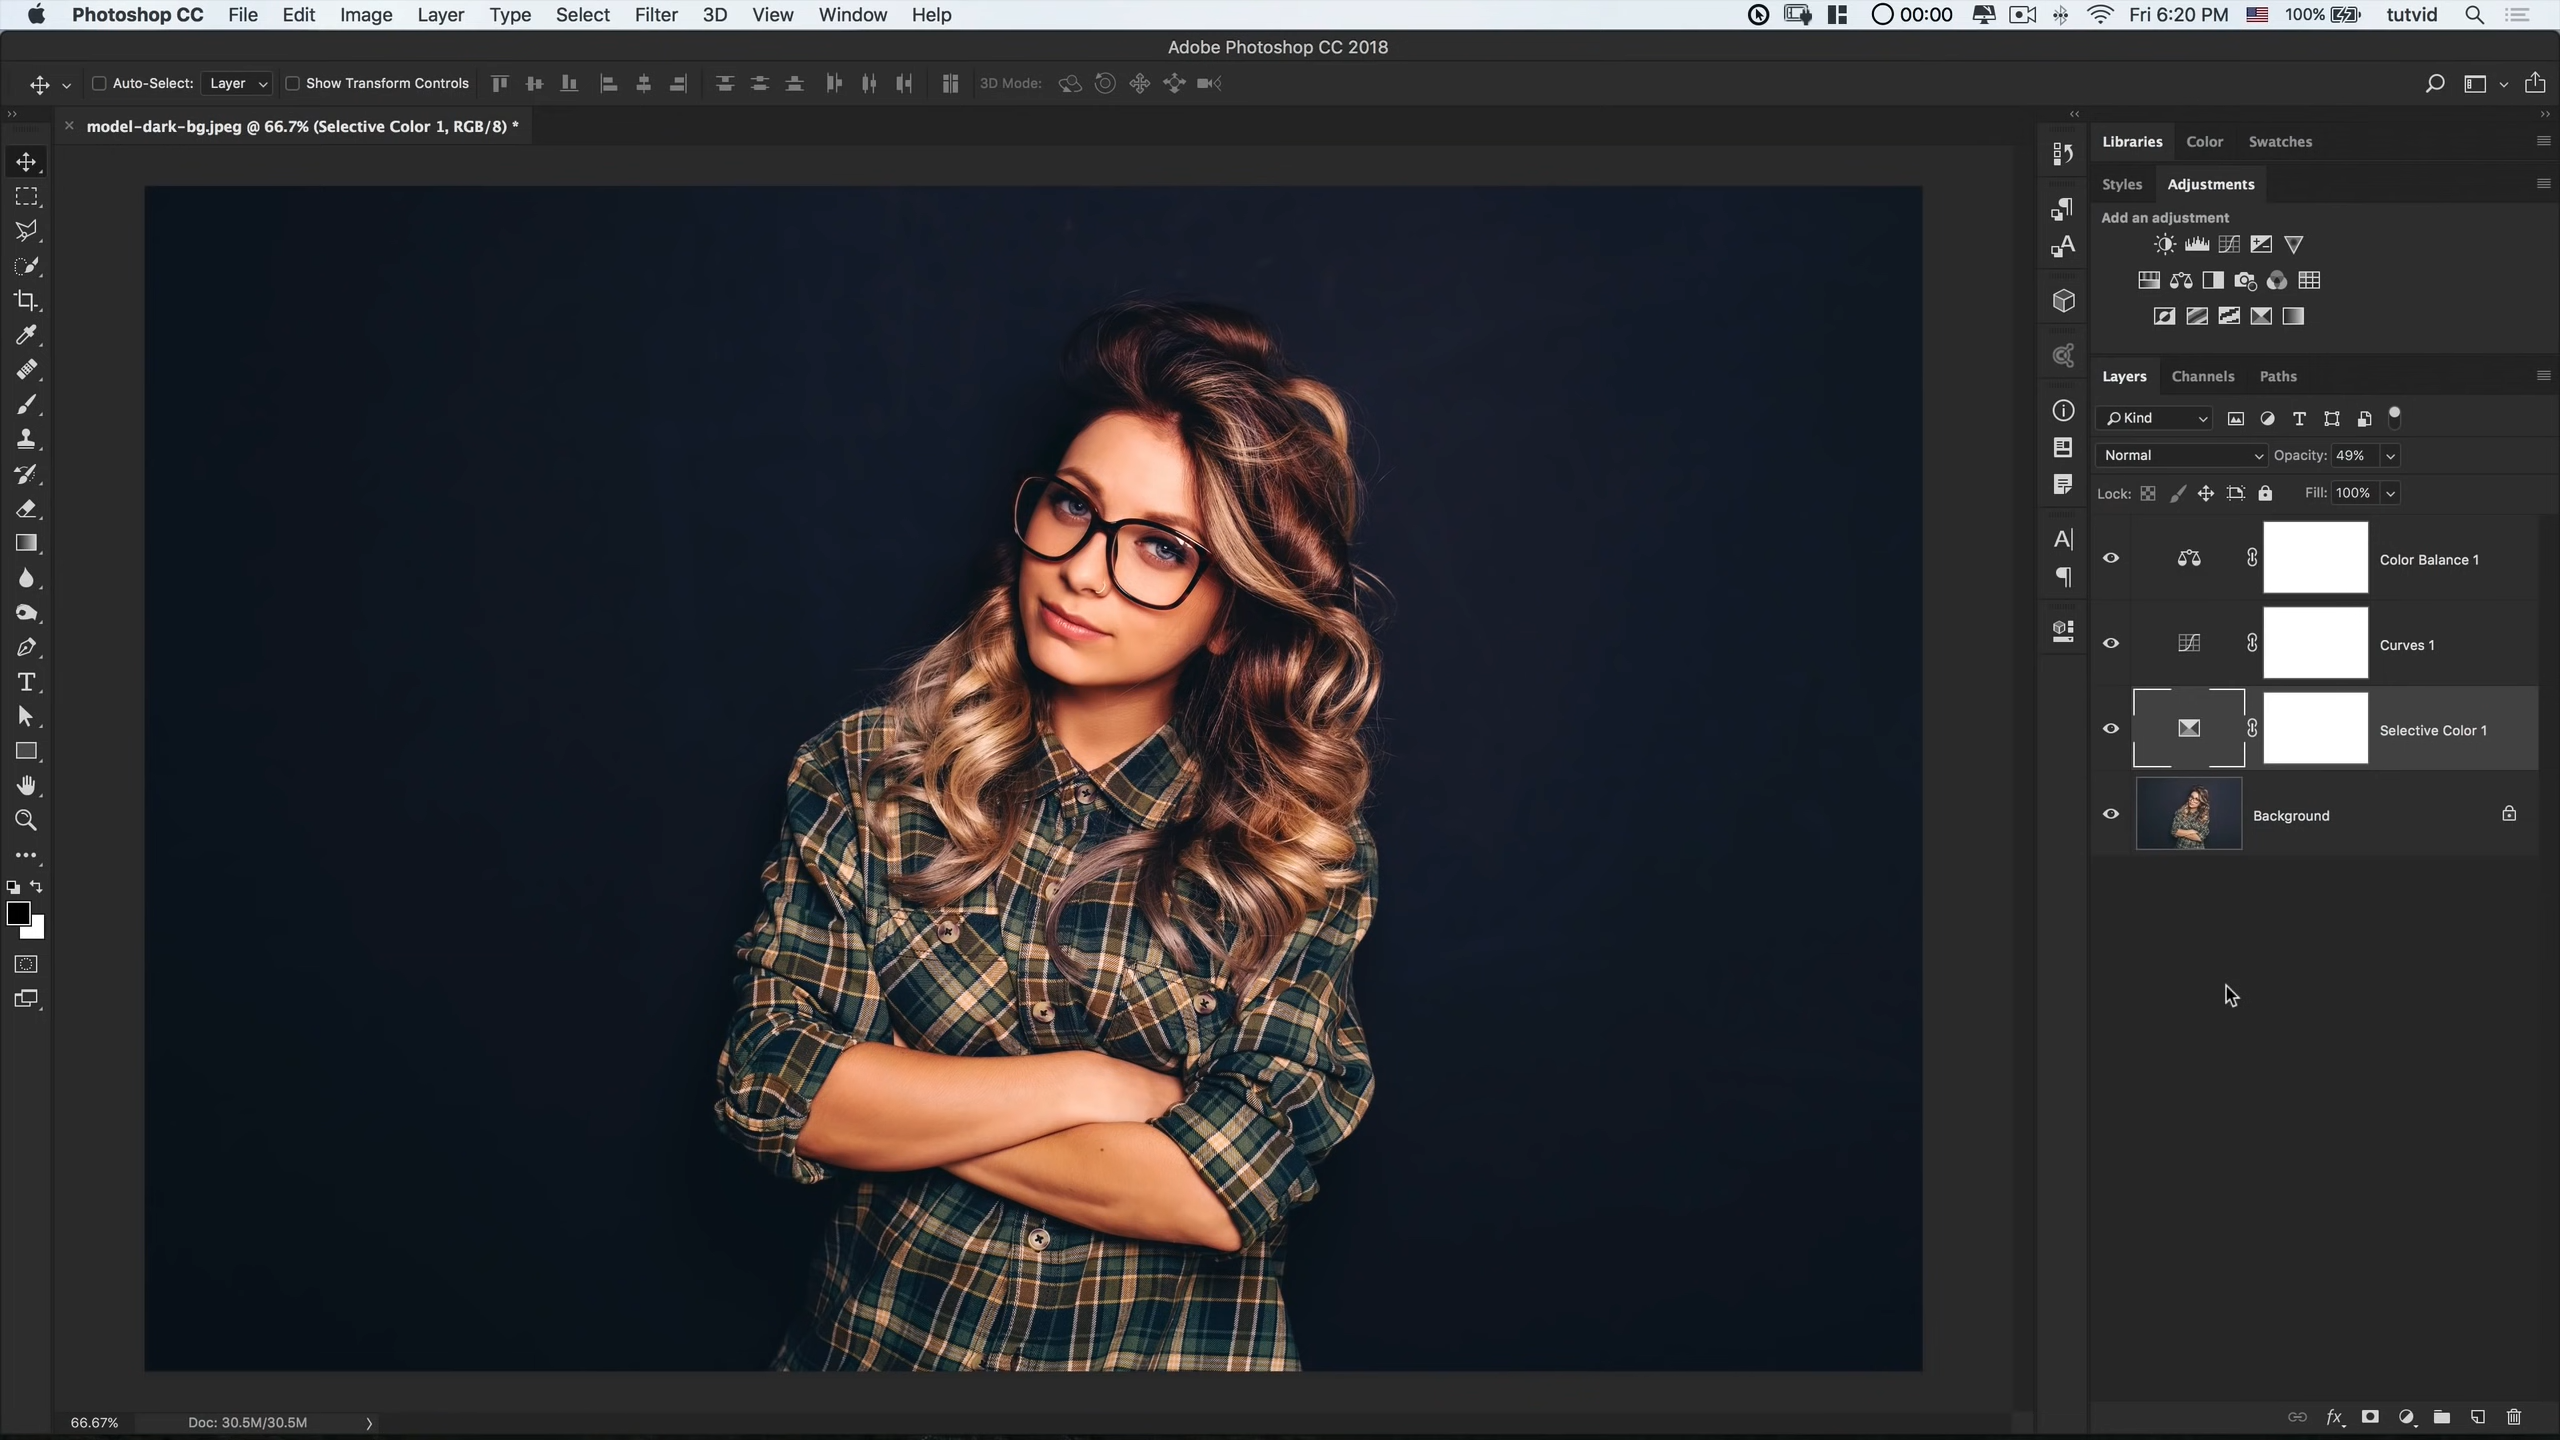 Photoshop CC File Edit Image Layer Type Select Filter 3D View Window Help 00:00 Fri 6:20 PM 100% tutvid
Adobe Photoshop CC 2018
Auto-Select: Layer Show Transform Controls 3D Mode:
model-dark-bg.jpeg @ 66.7% (Selective Color 1, RGB/8) *
Libraries Color Swatches
Styles Adjustments
Add an adjustment
Layers Channels Paths
Kind
Normal Opacity: 49%
Lock: Fill: 100%
Color Balance 1
Curves 1
Selective Color 1
Background
66.67% Doc: 30.5M/30.5M
fx